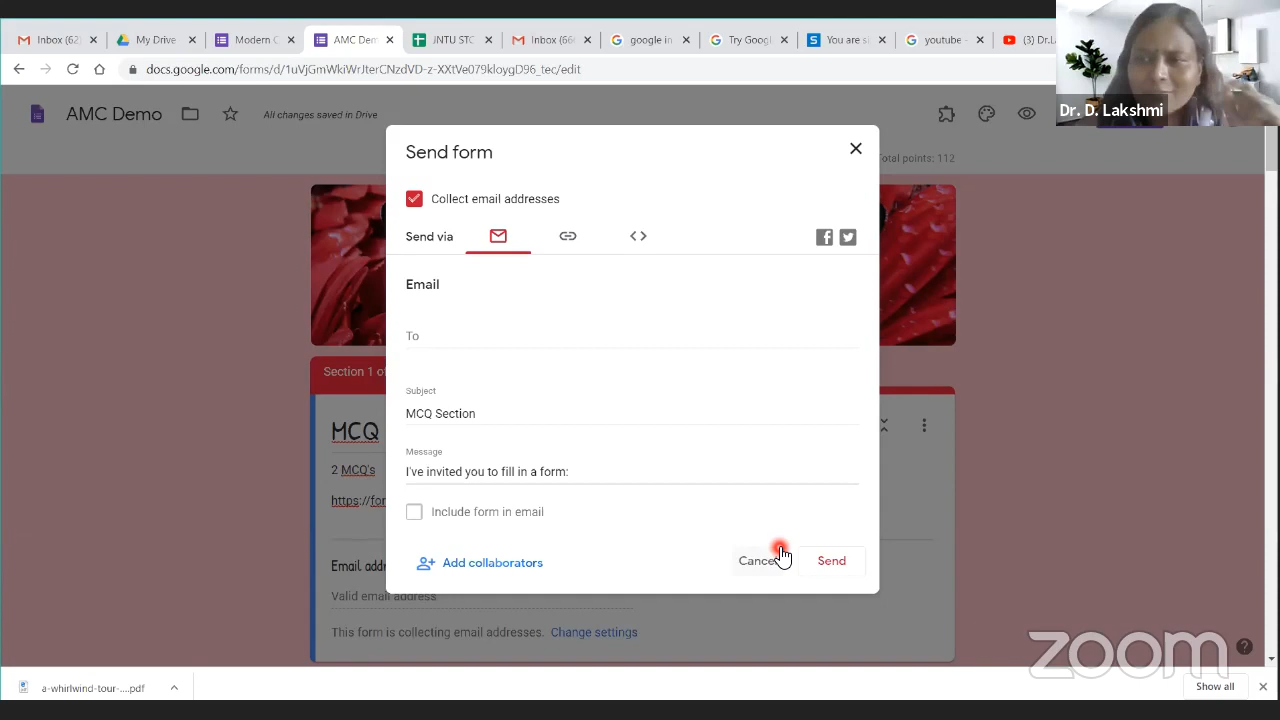 Inbox (62)
My Drive
Modern C
AMC Dem
JNTU STC
Inbox (66
google in
Try Googl
You are si
youtube -
(3) Dr.L
docs.google.com/forms/d/
/edit
AMC Demo
All changes saved in Drive
Dr. D. Lakshmi
Total points: 112
Send form
Collect email addresses
Send via
Email
To
Subject
MCQ Section
Message
I've invited you to fill in a form:
Include form in email
Add collaborators
Cancel
Send
Section 1 of
MCQ
2 MCQ's
https://for
Email addr
Valid email address
This form is collecting email addresses. Change settings
zoom
a-whirlwind-tour-....pdf
Show all